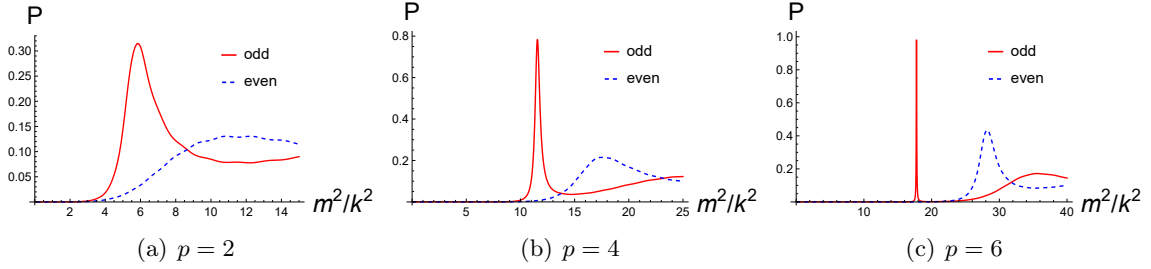 P
0.30
0.25
0.20
0.15
0.10
0.05
2 4 6 8 10 12 14
m²/k²
odd
even
(a) p = 2
P
0.8
0.6
0.4
0.2
5 10 15 20 25
m²/k²
odd
even
(b) p = 4
P
1.0
0.8
0.6
0.4
0.2
0.0
10 20 30 40
m²/k²
odd
even
(c) p = 6